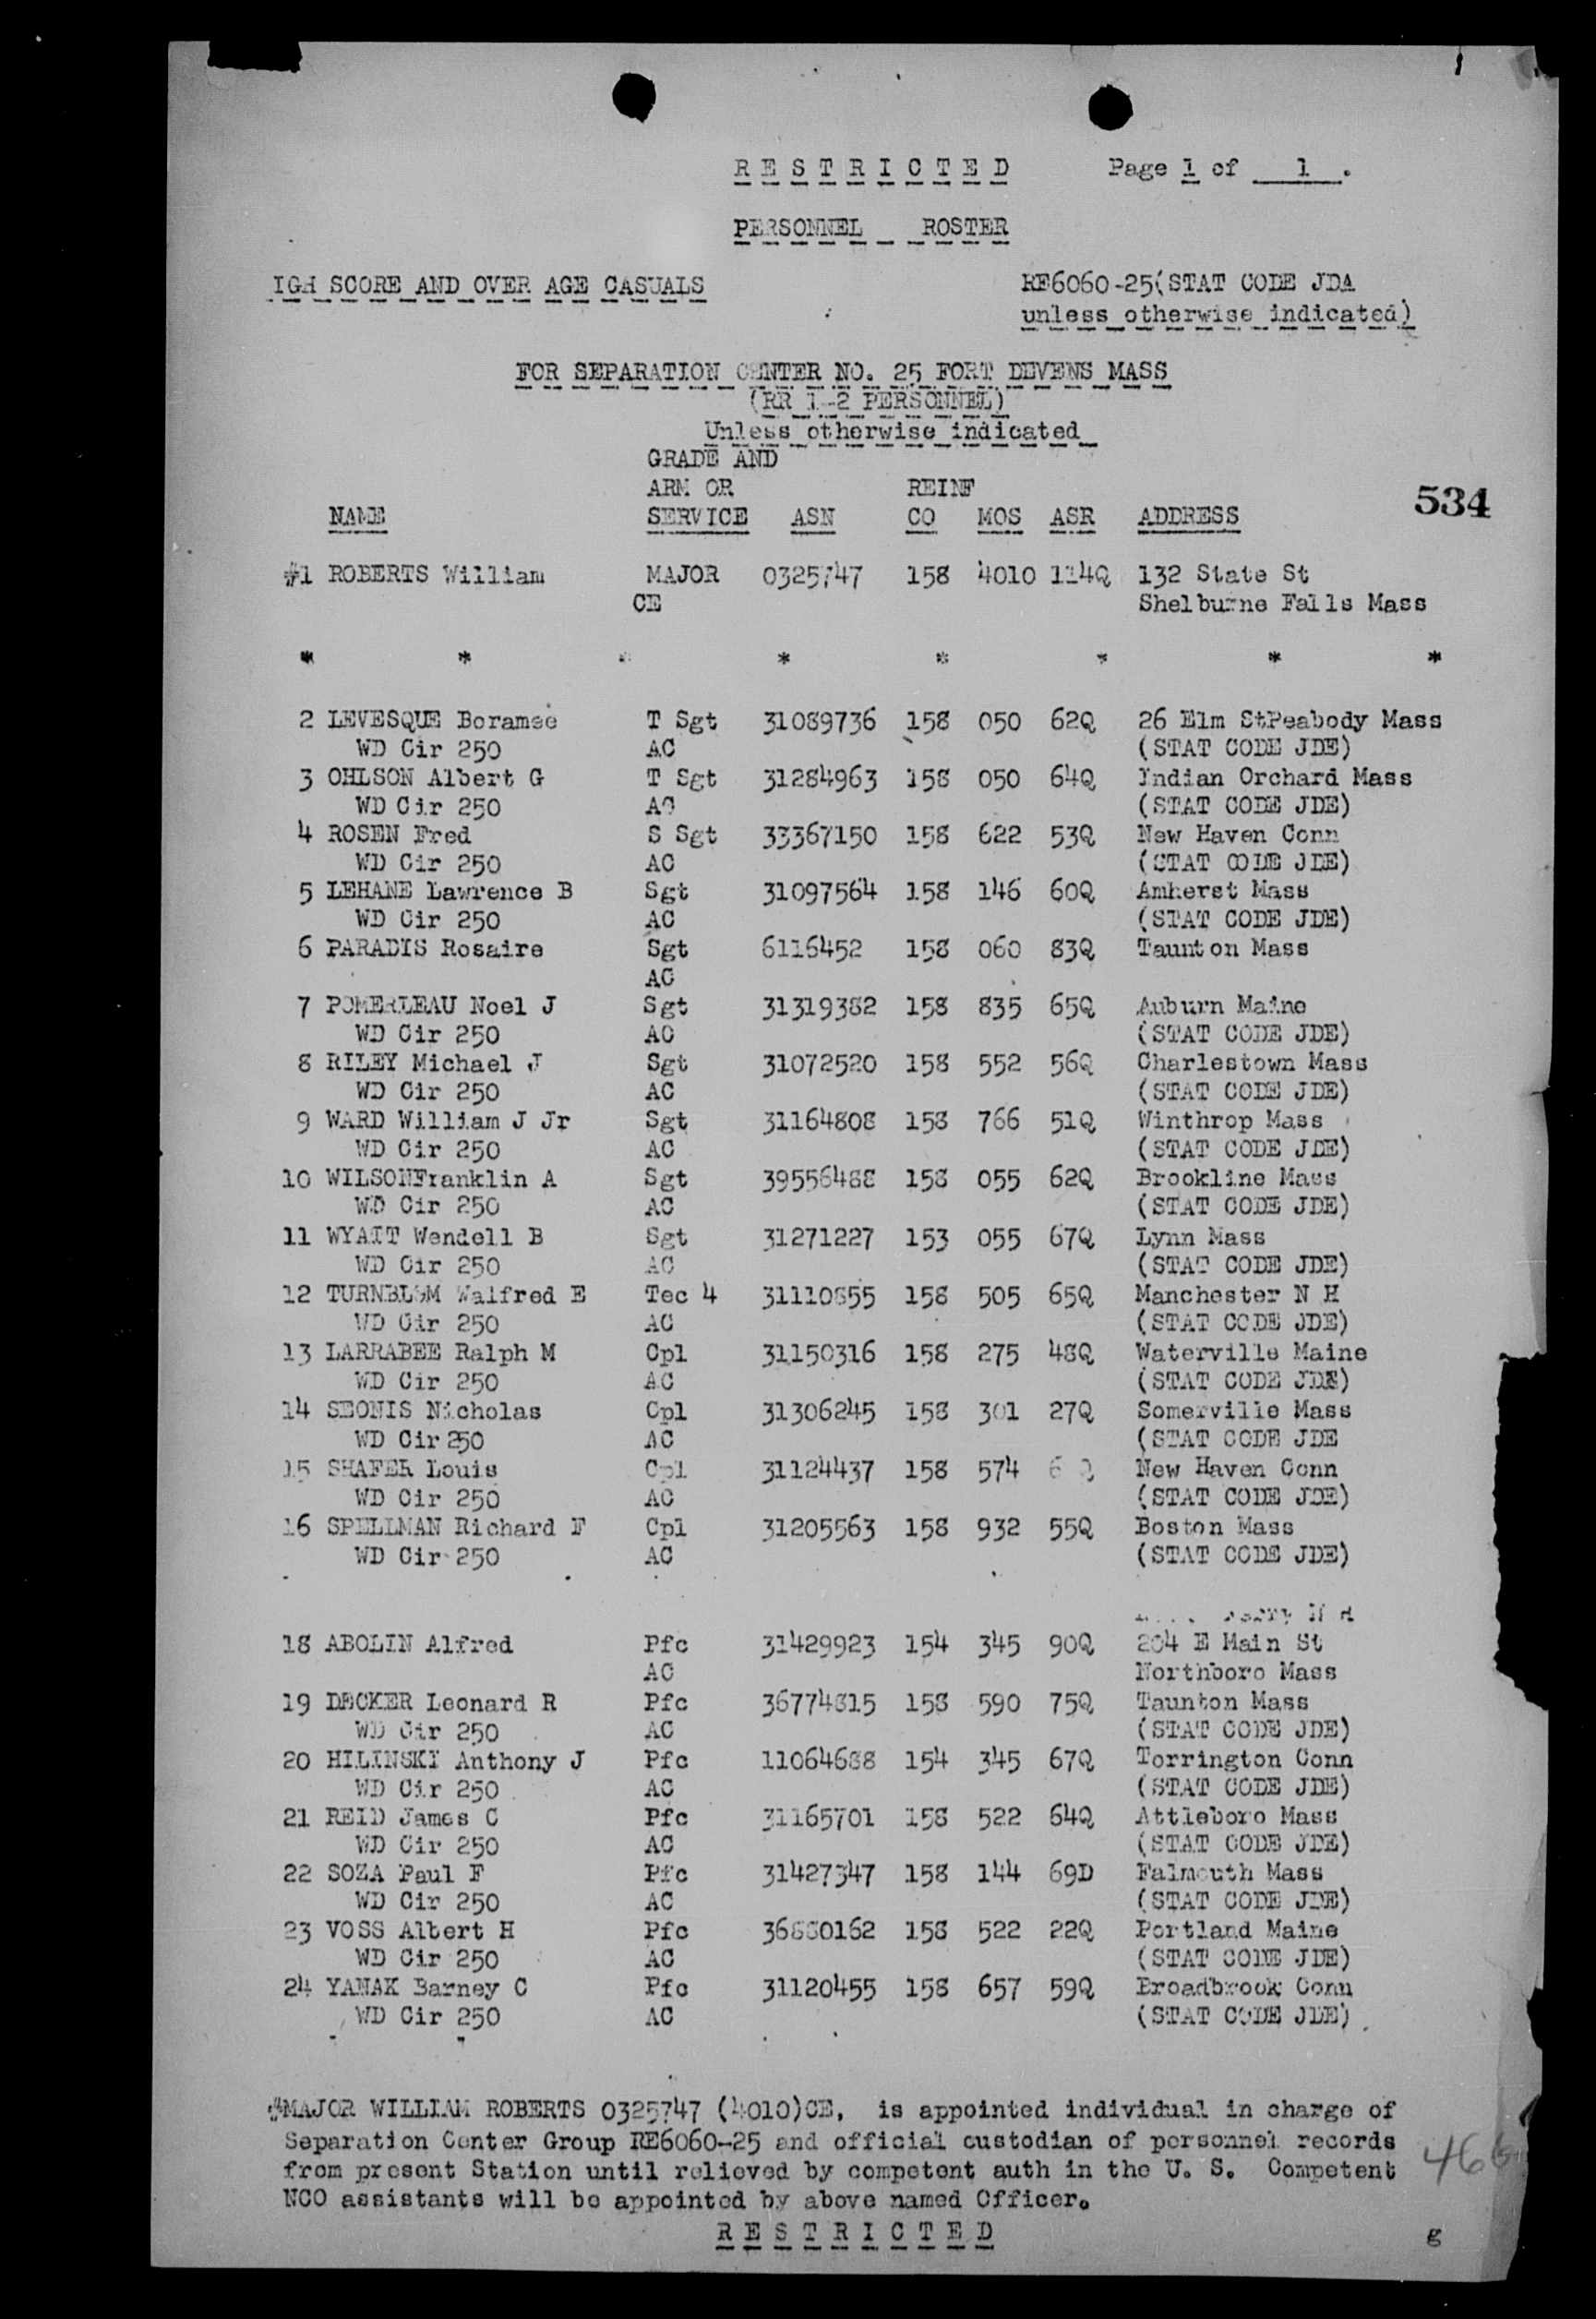 R E S T R I C T E D Page 1 of 1 .
PERSONNEL ROSTER
IGH SCORE AND OVER AGE CASUALS RE6060-25(STAT CODE JDA
unless otherwise indicated)
FOR SEPARATION CENTER NO. 25 FORT DEVENS MASS
(RR 1-2 PERSONNEL)
Unless otherwise indicated
GRADE AND
ARM OR REINF
534
NAME SERVICE ASN CO MOS ASR ADDRESS
#1 ROBERTS William MAJOR 0325747 158 4010 114Q 132 State St
CE Shelburne Falls Mass
* * * * * * * *
2 LEVESQUE Boramse T Sgt 31089736 158 050 62Q 26 Elm StPeabody Mass
WD Cir 250 AC (STAT CODE JDE)
3 OHLSON Albert G T Sgt 31284963 158 050 64Q Indian Orchard Mass
WD Cir 250 AC (STAT CODE JDE)
4 ROSEN Fred S Sgt 33367150 158 622 53Q New Haven Conn
WD Cir 250 AC (STAT CODE JDE)
5 LEHANE Lawrence B Sgt 31097564 158 146 60Q Amherst Mass
WD Cir 250 AC (STAT CODE JDE)
6 PARADIS Rosaire Sgt 6116452 158 060 83Q Taunton Mass
AC
7 POMERLEAU Noel J Sgt 31319382 158 835 65Q Auburn Maine
WD Cir 250 AC (STAT CODE JDE)
8 RILEY Michael J Sgt 31072520 158 552 56Q Charlestown Mass
WD Cir 250 AC (STAT CODE JDE)
9 WARD William J Jr Sgt 31164808 158 766 51Q Winthrop Mass
WD Cir 250 AC (STAT CODE JDE)
10 WILSONFranklin A Sgt 39556488 158 055 62Q Brookline Mass
WD Cir 250 AC (STAT CODE JDE)
11 WYATT Wendell B Sgt 31271227 153 055 67Q Lynn Mass
WD Cir 250 AC (STAT CODE JDE)
12 TURNBLOM Walfred E Tec 4 31110855 158 505 65Q Manchester N H
WD Cir 250 AC (STAT CODE JDE)
13 LARRABEE Ralph M Cpl 31150316 158 275 48Q Waterville Maine
WD Cir 250 AC (STAT CODE JDE)
14 SEONIS Nicholas Cpl 31306245 158 301 27Q Somerville Mass
WD Cir 250 AC (STAT CODE JDE
15 SHAFER Louis Cpl 31124437 158 574 New Haven Conn
WD Cir 250 AC (STAT CODE JDE)
16 SPELLMAN Richard F Cpl 31205563 158 932 55Q Boston Mass
WD Cir 250 AC (STAT CODE JDE)
N H
18 ABOLIN Alfred Pfc 31429923 154 345 90Q 204 E Main St
AC Northboro Mass
19 DECKER Leonard R Pfc 36774815 158 590 75Q Taunton Mass
WD Cir 250 AC (STAT CODE JDE)
20 HILINSKI Anthony J Pfc 11064688 154 345 67Q Torrington Conn
WD Cir 250 AC (STAT CODE JDE)
21 REID James C Pfc 31165701 158 522 64Q Attleboro Mass
WD Cir 250 AC (STAT CODE JDE)
22 SOZA Paul F Pfc 31427347 158 144 69D Falmouth Mass
WD Cir 250 AC (STAT CODE JDE)
23 VOSS Albert H Pfc 36880162 158 522 22Q Portland Maine
WD Cir 250 AC (STAT CODE JDE)
24 YANAK Barney C Pfc 31120455 158 657 59Q Broadbrook Conn
WD Cir 250 AC (STAT CODE JDE)
#MAJOR WILLIAM ROBERTS 0325747 (4010)CE, is appointed individual in charge of
Separation Center Group RE6060-25 and official custodian of personnel records
from present Station until relieved by competent auth in the U. S. Competent
NCO assistants will be appointed by above named Officer.
R E S T R I C T E D
g